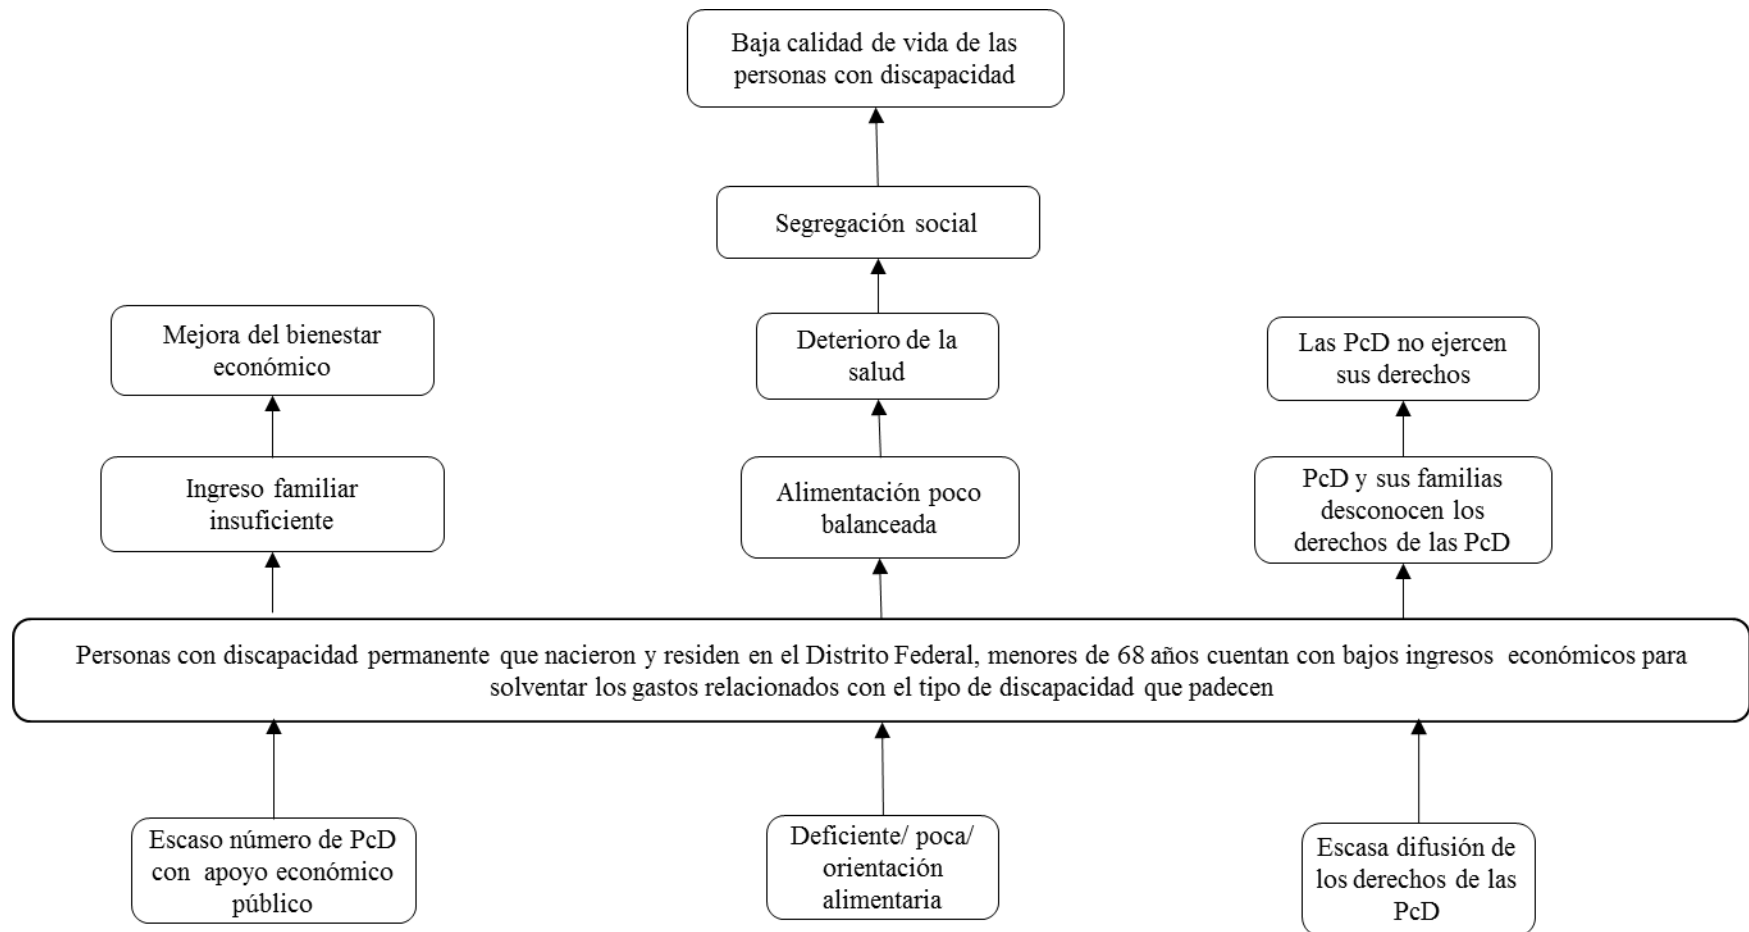 Baja calidad de vida de las
personas con discapacidad
Segregación social
Mejora del bienestar
económico
Deterioro de la
salud
Las PcD no ejercen
sus derechos
Ingreso familiar
insuficiente
Alimentación poco
balanceada
PcD y sus familias
desconocen los
derechos de las PcD
Personas con discapacidad permanente que nacieron y residen en el Distrito Federal, menores de 68 años cuentan con bajos ingresos económicos para
solventar los gastos relacionados con el tipo de discapacidad que padecen
Escaso número de PcD
con apoyo económico
público
Deficiente/ poca/
orientación
alimentaria
Escasa difusión de
los derechos de las
PcD